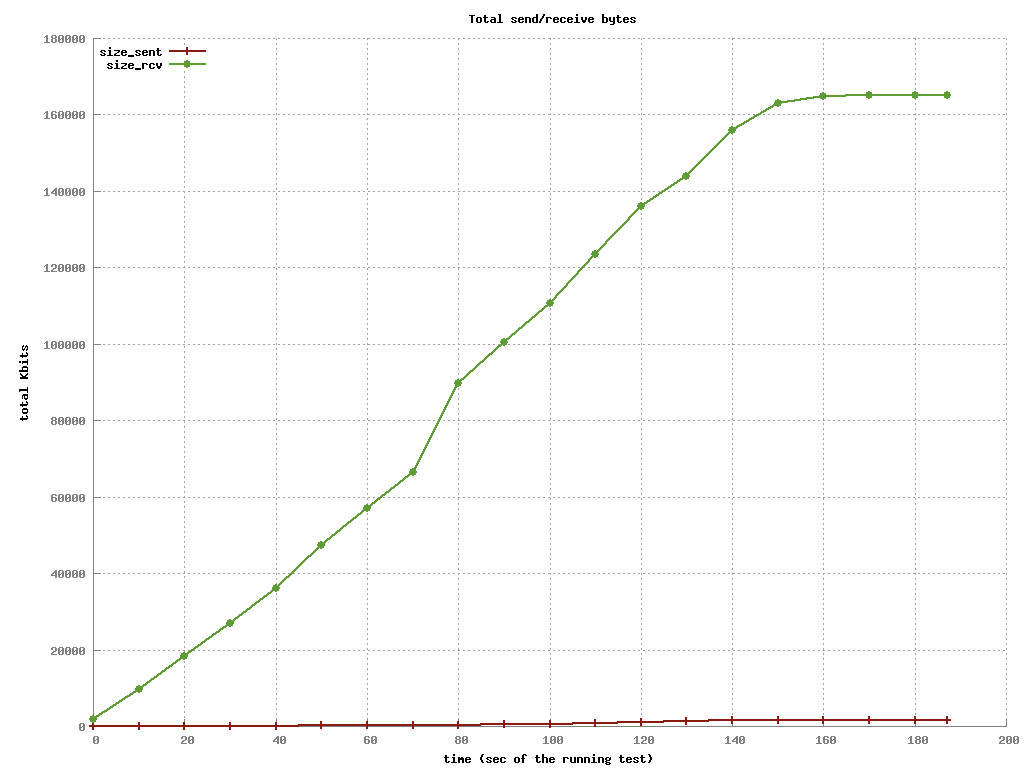 Total send/receive bytes
180000
size_sent
size_rcv
160000
140000
120000
100000
total Kbits
80000
60000
40000
20000
0
0 20 40 60 80 100 120 140 160 180 200
time (sec of the running test)